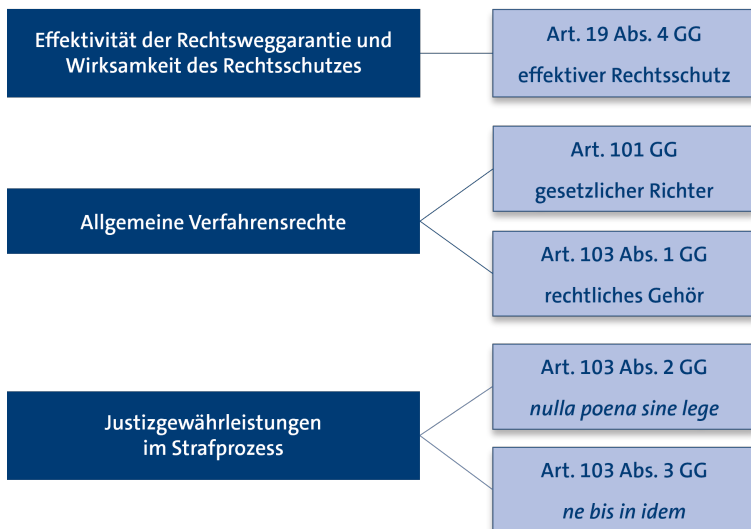 Effektivität der Rechtsweggarantie und
Wirksamkeit des Rechtsschutzes
Art. 19 Abs. 4 GG
effektiver Rechtsschutz
Allgemeine Verfahrensrechte
Art. 101 GG
gesetzlicher Richter
Art. 103 Abs. 1 GG
rechtliches Gehör
Justizgewährleistungen
im Strafprozess
Art. 103 Abs. 2 GG
nulla poena sine lege
Art. 103 Abs. 3 GG
ne bis in idem